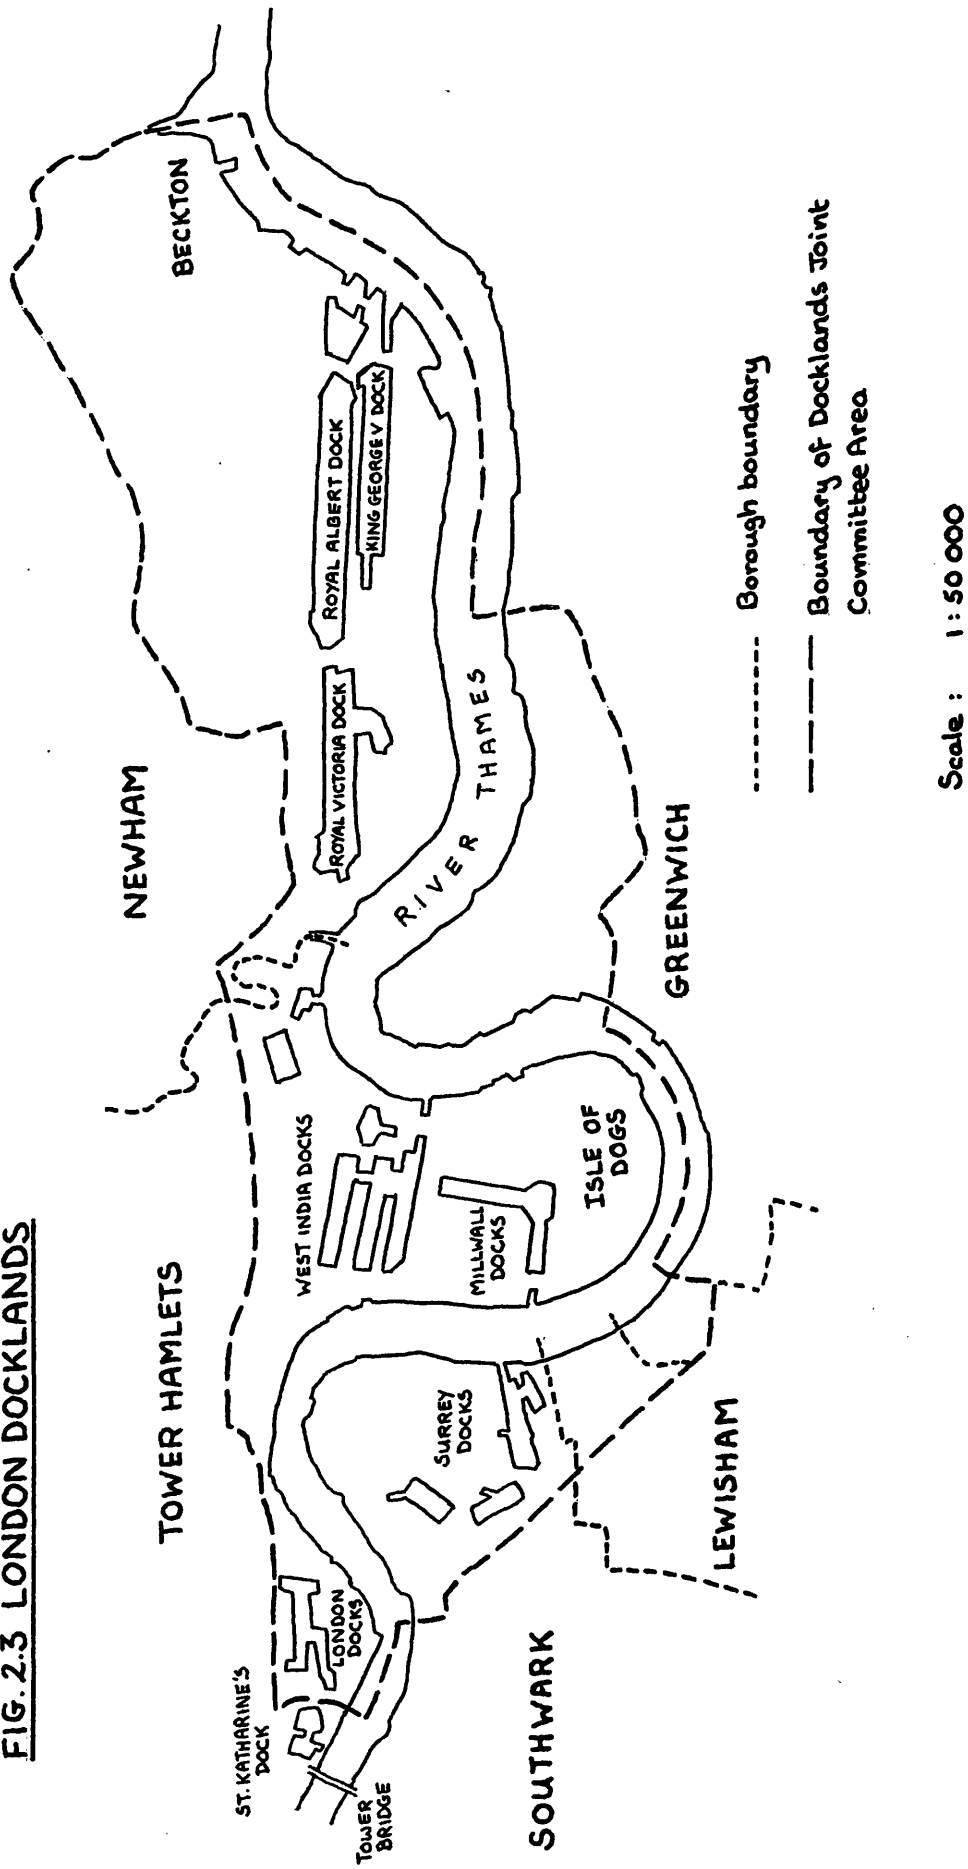 FIG. 2.3 LONDON DOCKLANDS
NEWHAM
BECKTON
TOWER HAMLETS
ROYAL VICTORIA DOCK
ROYAL ALBERT DOCK
KING GEORGE V DOCK
ST. KATHARINE'S
DOCK
LONDON
DOCKS
WEST INDIA DOCKS
RIVER THAMES
TOWER
BRIDGE
SURREY
DOCKS
MILLWALL
DOCKS
ISLE OF
DOGS
SOUTHWARK
LEWISHAM
GREENWICH
Borough boundary
Boundary of Docklands Joint
Committee Area
Scale : 1 : 50 000